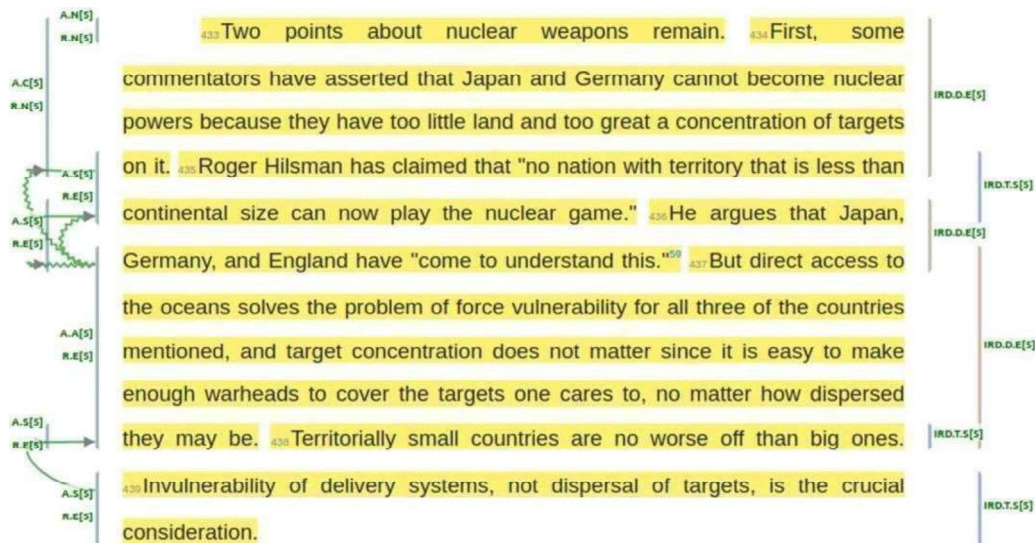 A.N[S]
R.N[S]
433 Two points about nuclear weapons remain. 434 First, some
A.C[S]
R.N[S]
commentators have asserted that Japan and Germany cannot become nuclear
IRD.D.E[S]
powers because they have too little land and too great a concentration of targets
on it. 435 Roger Hilsman has claimed that "no nation with territory that is less than
A.S[S]
R.E[S]
IRD.T.S[S]
continental size can now play the nuclear game." 436 He argues that Japan,
A.S[S]
R.E[S]
IRD.D.E[S]
Germany, and England have "come to understand this."59 437 But direct access to
the oceans solves the problem of force vulnerability for all three of the countries
A.A[S]
R.E[S]
mentioned, and target concentration does not matter since it is easy to make
IRD.D.E[S]
enough warheads to cover the targets one cares to, no matter how dispersed
A.S[S]
R.E[S]
they may be. 438 Territorially small countries are no worse off than big ones.
IRD.T.S[S]
439 Invulnerability of delivery systems, not dispersal of targets, is the crucial
A.S[S]
R.E[S]
IRD.T.S[S]
consideration.